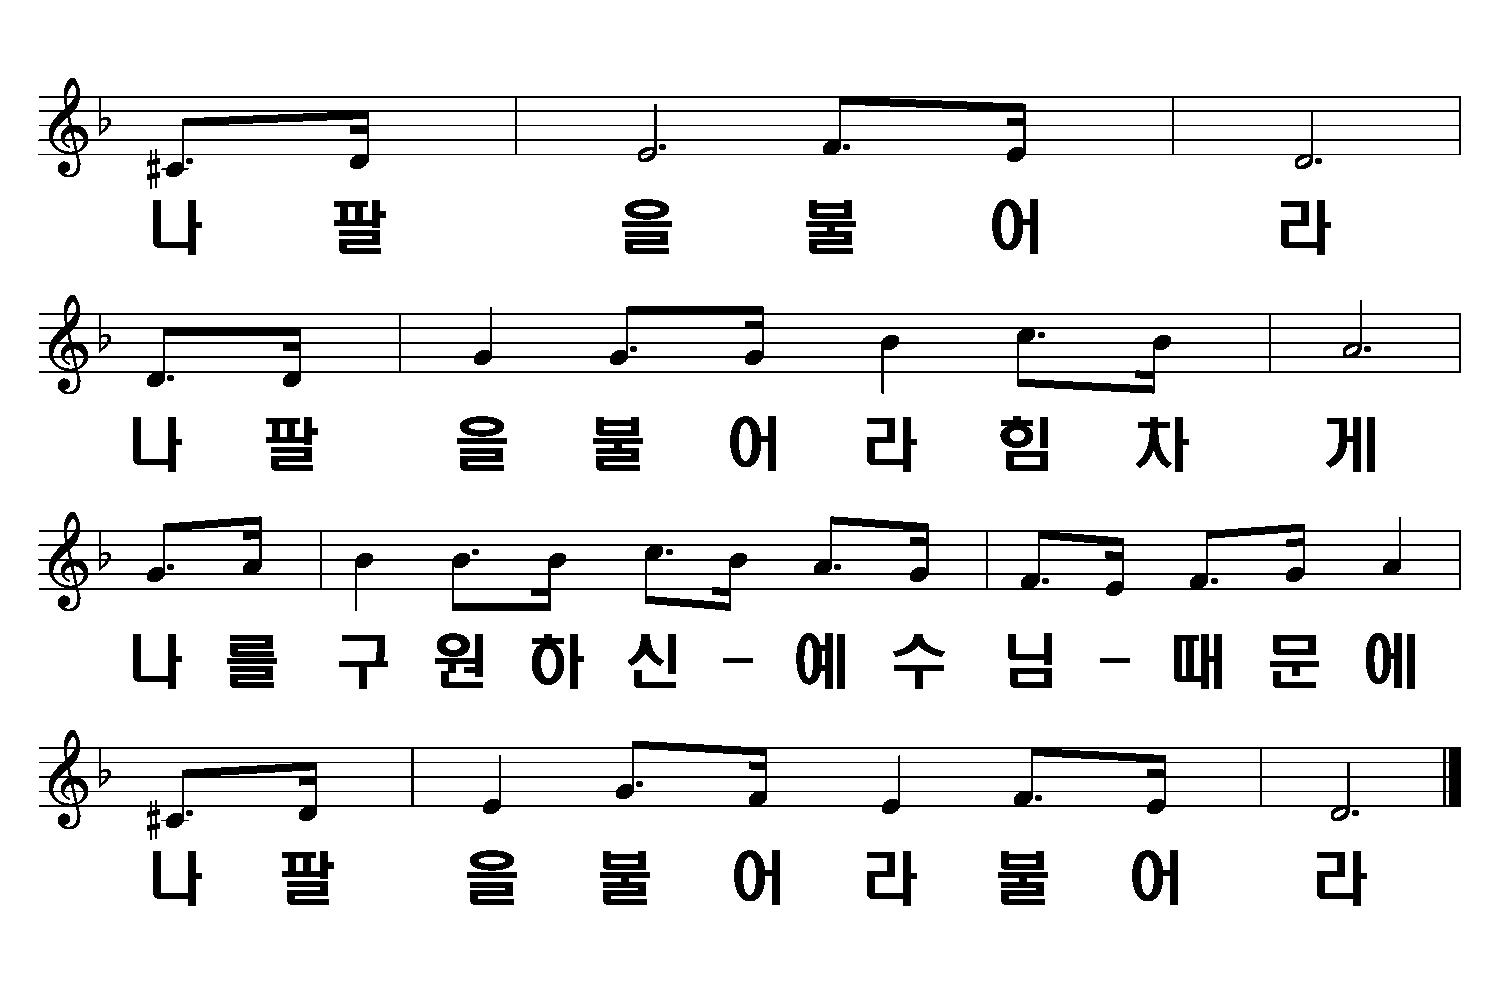 나 팔 을 불 어 라
나 팔 을 불 어 라 힘 차 게
나 를 구 원 하 신 - 예 수 님 - 때 문 에
나 팔 을 불 어 라 불 어 라